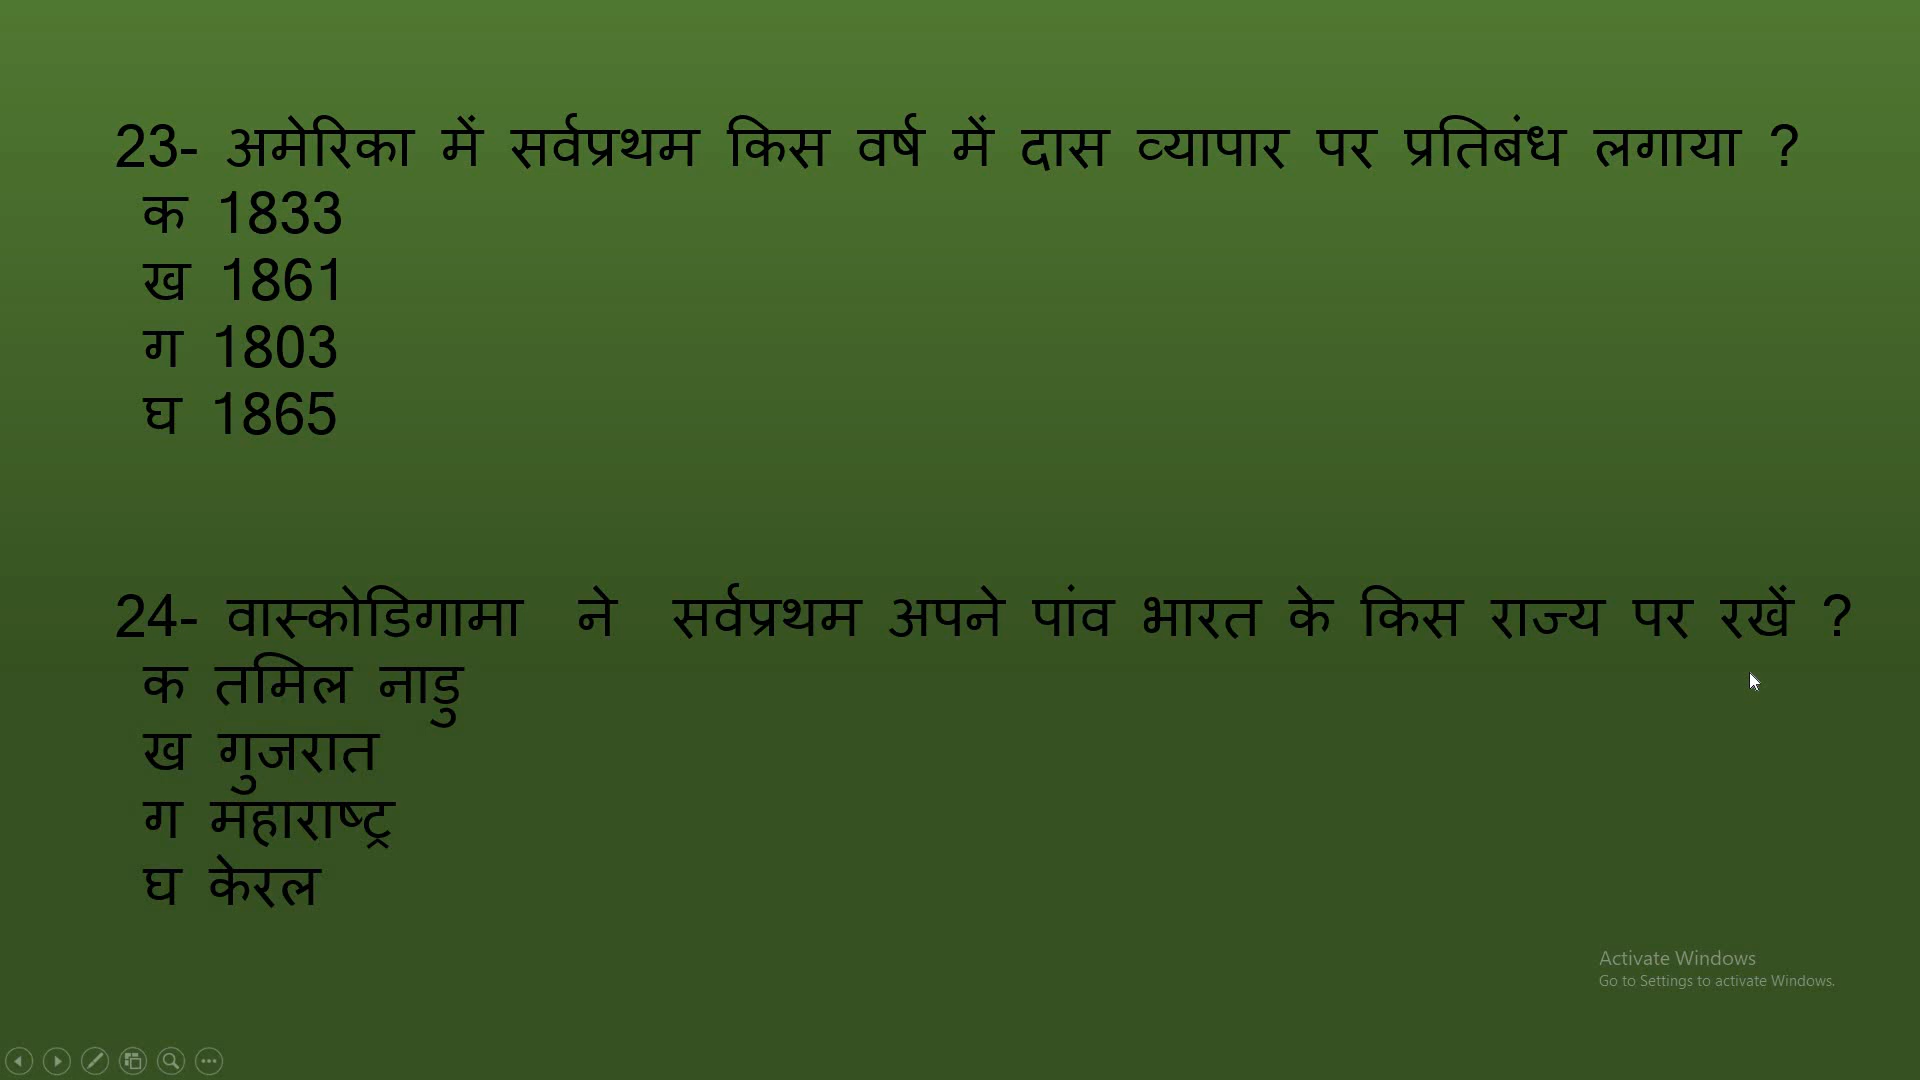 23- अमेरिका में सर्वप्रथम किस वर्ष में दास व्यापार पर प्रतिबंध लगाया ?
क 1833
ख 1861
ग 1803
घ 1865
24- वास्कोडिगामा ने सर्वप्रथम अपने पांव भारत के किस राज्य पर रखें ?
क तमिल नाडु
ख गुजरात
ग महाराष्ट्र
घ केरल
Activate Windows
Go to Settings to activate Windows.